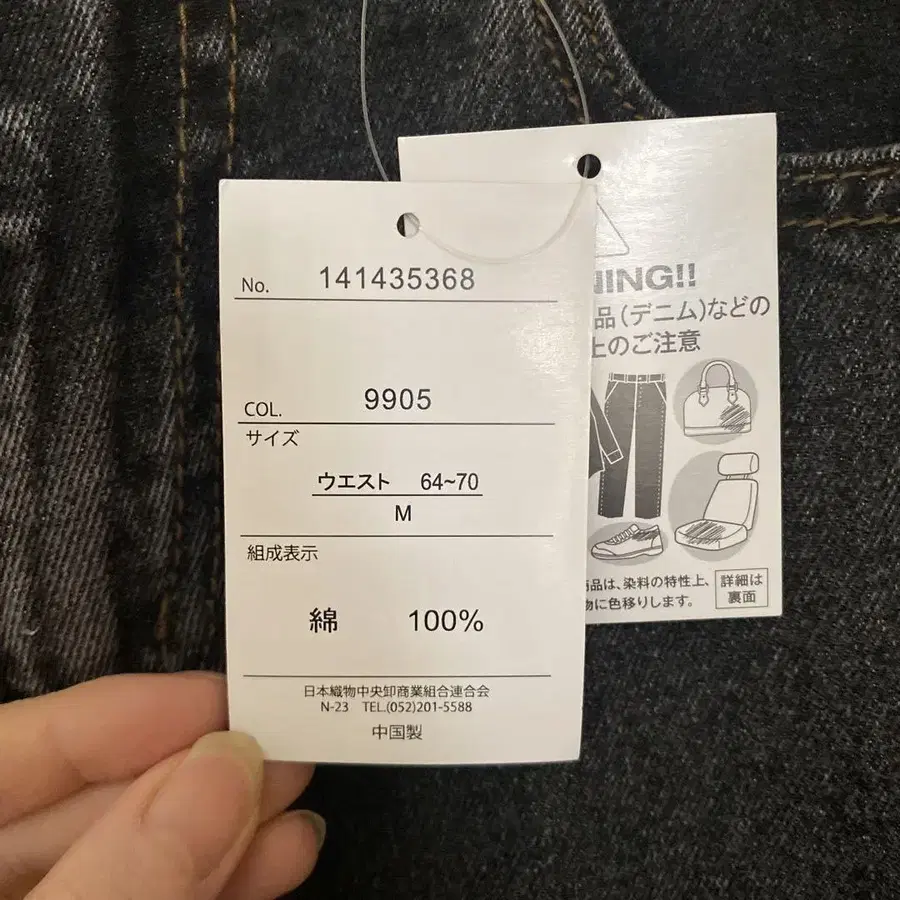 No. 141435368
COL. 9905
サイズ
ウエスト 64~70
M
組成表示
綿 100%
日本織物中央卸商業組合連合会
N-23 TEL.(052)201-5588
中国製
NING!!
品(デニム)などの
上のご注意
商品は、染料の特性上、
物に色移りします。
詳細は
裏面